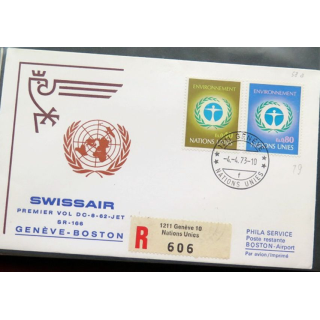 ENVIRONNEMENT
NATIONS UNIES
ENVIRONNEMENT
NATIONS UNIES
-4.-4.73-10
NATIONS UNIES
SWISSAIR
PREMIER VOL DC-8-62-JET
SR-166
GENÈVE-BOSTON
R
1211 Genève 10
Nations Unies
606
PHILA SERVICE
Poste restante
BOSTON-Airport
Par avion/imprimé